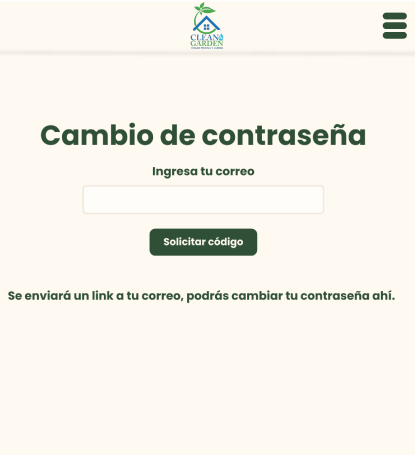 CLEAN
GARDEN
Cambio de contraseña
Ingresa tu correo
Solicitar código
Se enviará un link a tu correo, podrás cambiar tu contraseña ahí.